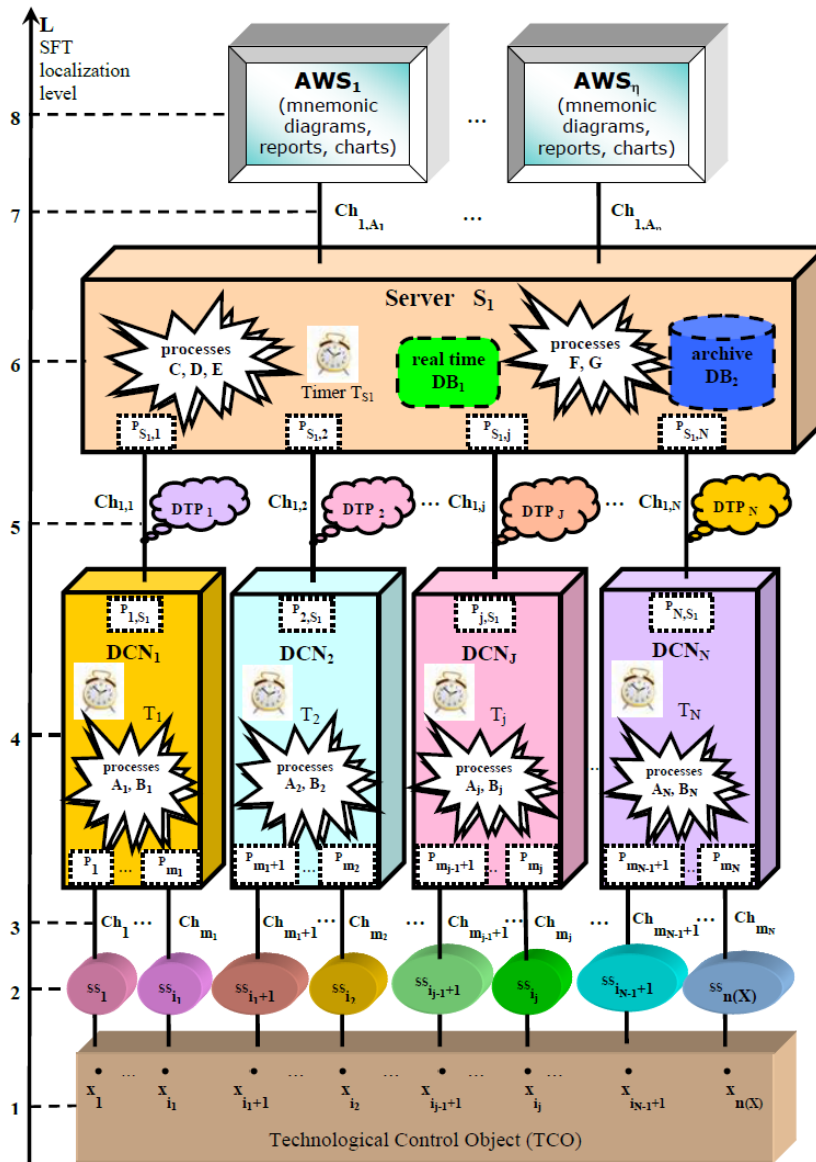 L
SFT
localization
level
8
AWS₁
(mnemonic
diagrams,
reports, charts)
...
AWSη
(mnemonic
diagrams,
reports, charts)
7
Ch1,A₁
...
Ch1,An
Server S₁
6
processes
C, D, E
Timer TS1
real time
DB₁
processes
F, G
archive
DB₂
PS₁,1
PS₁,2
PS₁,j
PS₁,N
5
Ch1,1
DTP 1
Ch1,2
DTP 2
... Ch1,j
DTP J
... Ch1,N
DTP N
4
P1,S₁
DCN₁
T₁
processes
A₁, B₁
P1 ... Pm₁
P2,S₁
DCN₂
T₂
processes
A₂, B₂
Pm₁+1 ... Pm₂
Pj,S₁
DCNJ
Tj
processes
Aj, Bj
Pmj-1+1 .. Pmj
...
PN,S₁
DCNN
TN
processes
AN, BN
PmN-1+1 ... PmN
3
Ch1 ... Chm₁ Chm₁+1 ... Chm₂ ... Chmj-1+1 ... Chmj ... ChmN-1+1 ... ChmN
2
ss1 ssi₁ ssi₁+1 ssi₂ ssij-1+1 ssij ssiN-1+1 ssn(X)
1
x1 ... xi₁ xi₁+1 ... xi₂ ... xij-1+1 ... xij ... xiN-1+1 ... xn(X)
Technological Control Object (TCO)